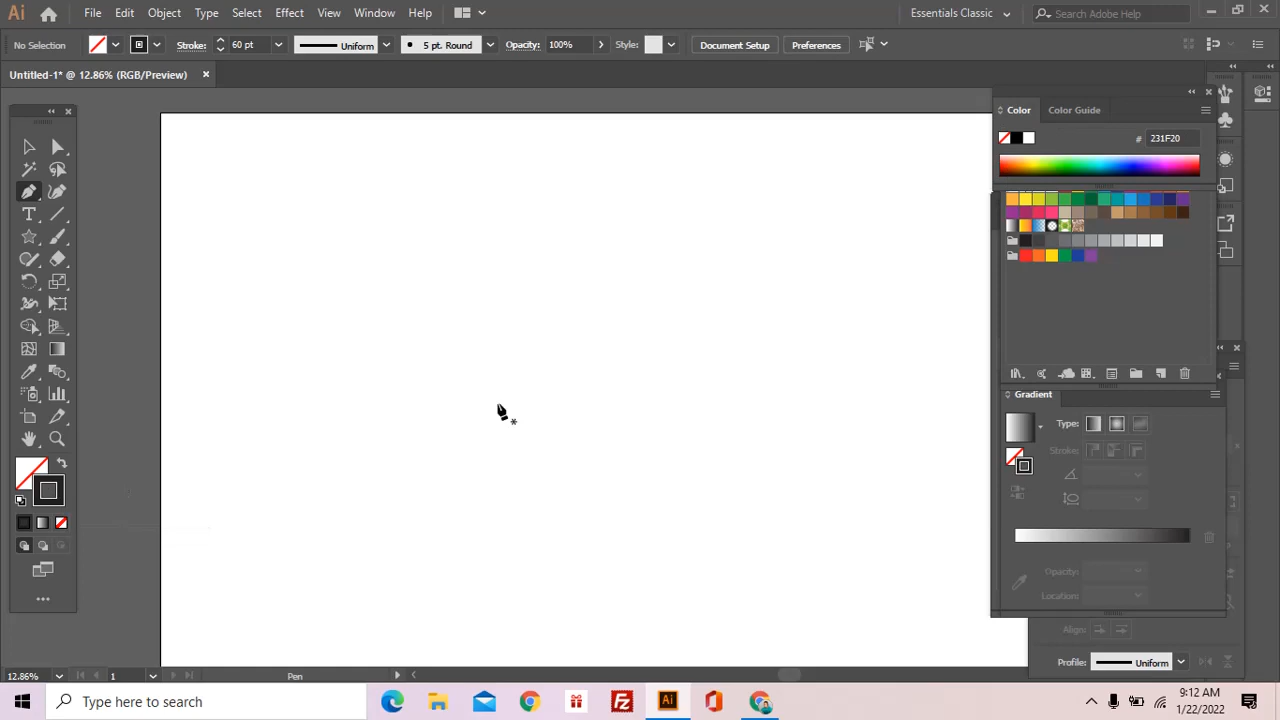 Ai File Edit Object Type Select Effect View Window Help Essentials Classic Search Adobe Help
No Selection Stroke: 60 pt Uniform 5 pt. Round Opacity: 100% Style: Document Setup Preferences
Untitled-1* @ 12.86% (RGB/Preview)
Color Color Guide
# 231F20
Gradient
Type:
Stroke:
Opacity:
Location:
Align:
Profile: Uniform
12.86% 1 Pen
Type here to search
Fz
Ai
9:12 AM
1/22/2022